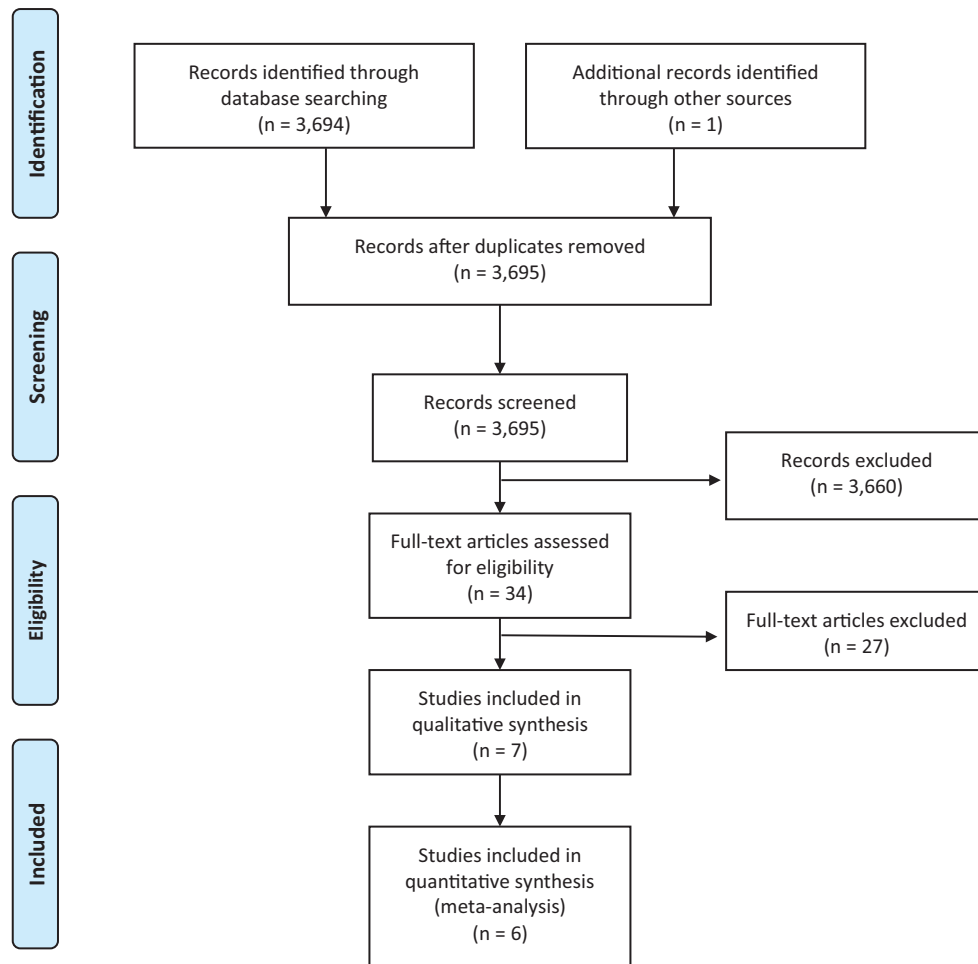 Identification
Records identified through
database searching
(n = 3,694)
Additional records identified
through other sources
(n = 1)
Records after duplicates removed
(n = 3,695)
Screening
Records screened
(n = 3,695)
Records excluded
(n = 3,660)
Eligibility
Full-text articles assessed
for eligibility
(n = 34)
Full-text articles excluded
(n = 27)
Studies included in
qualitative synthesis
(n = 7)
Included
Studies included in
quantitative synthesis
(meta-analysis)
(n = 6)